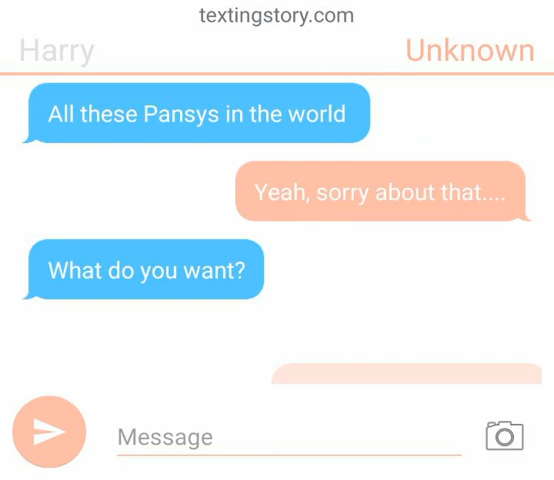 textingstory.com
Harry Unknown
All these Pansys in the world
Yeah, sorry about that....
What do you want?
Message